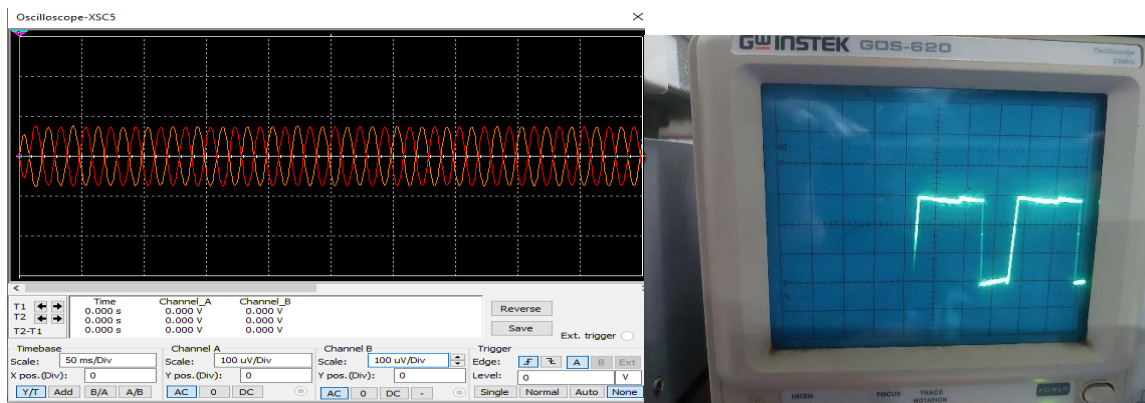 Oscilloscope-XSC5
T1
T2
T2-T1
Time Channel_A Channel_B
0.000 s 0.000 V 0.000 V
0.000 s 0.000 V 0.000 V
0.000 s 0.000 V 0.000 V
Reverse
Save
Ext. trigger
Timebase
Scale: 50 ms/Div
X pos.(Div): 0
Y/T Add B/A A/B
Channel A
Scale: 100 uV/Div
Y pos.(Div): 0
AC 0 DC
Channel B
Scale: 100 uV/Div
Y pos.(Div): 0
AC 0 DC -
Trigger
Edge: A B Ext
Level: 0 V
Single Normal Auto None
GW INSTEK GOS-620
Oscilloscope
20MHz
100
90
INTEN FOCUS TRACE
ROTATION
POWER